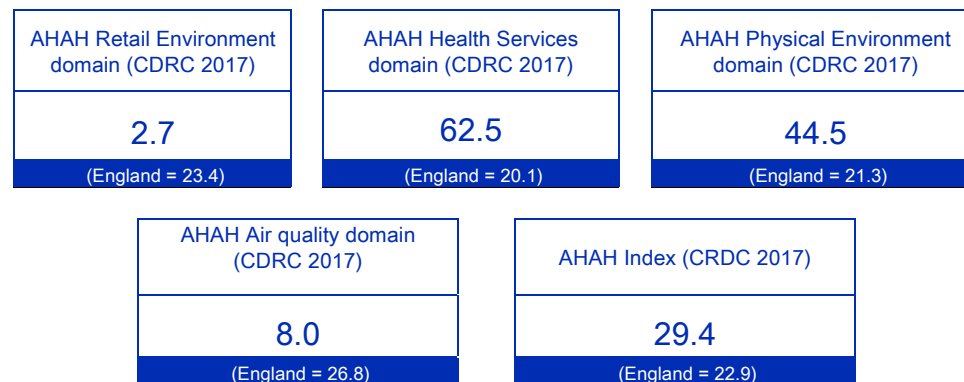 AHAH Retail Environment
domain (CDRC 2017)
2.7
(England = 23.4)
AHAH Health Services
domain (CDRC 2017)
62.5
(England = 20.1)
AHAH Physical Environment
domain (CDRC 2017)
44.5
(England = 21.3)
AHAH Air quality domain
(CDRC 2017)
8.0
(England = 26.8)
AHAH Index (CRDC 2017)
29.4
(England = 22.9)